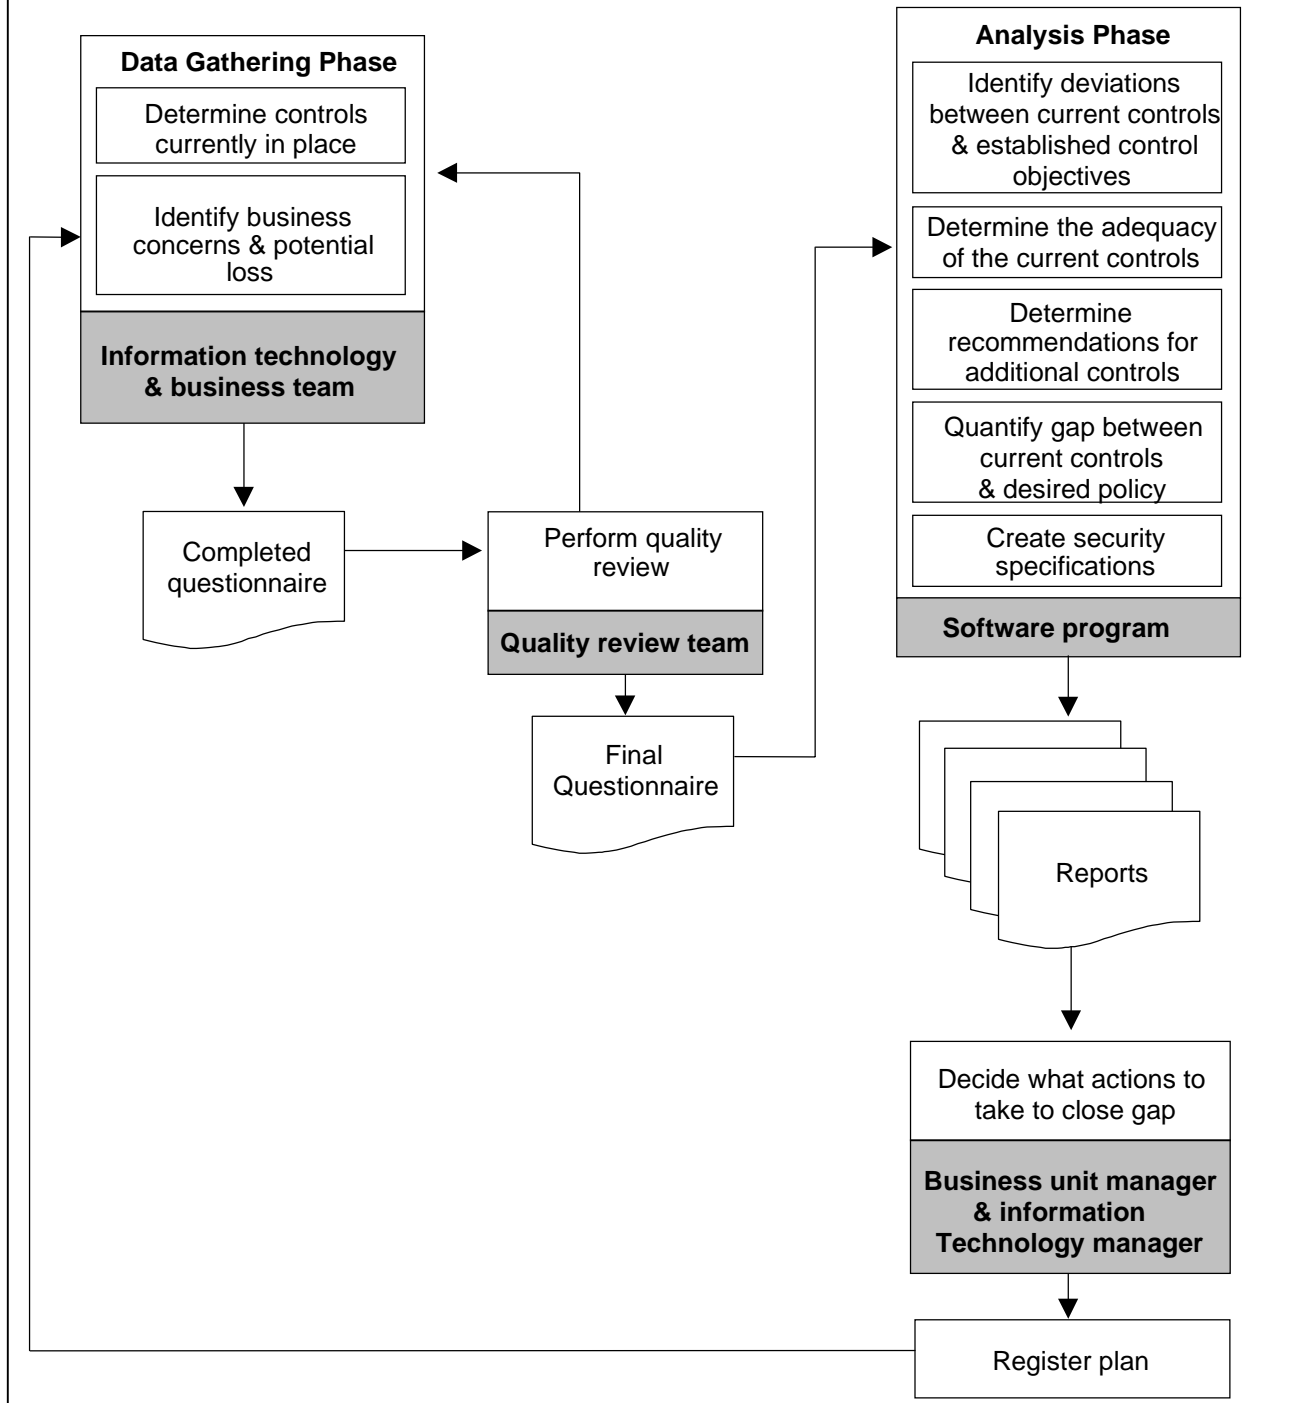 Data Gathering Phase
Determine controls
currently in place
Identify business
concerns & potential
loss
Information technology
& business team
Completed
questionnaire
Perform quality
review
Quality review team
Final
Questionnaire
Analysis Phase
Identify deviations
between current controls
& established control
objectives
Determine the adequacy
of the current controls
Determine
recommendations for
additional controls
Quantify gap between
current controls
& desired policy
Create security
specifications
Software program
Reports
Decide what actions to
take to close gap
Business unit manager
& information
Technology manager
Register plan